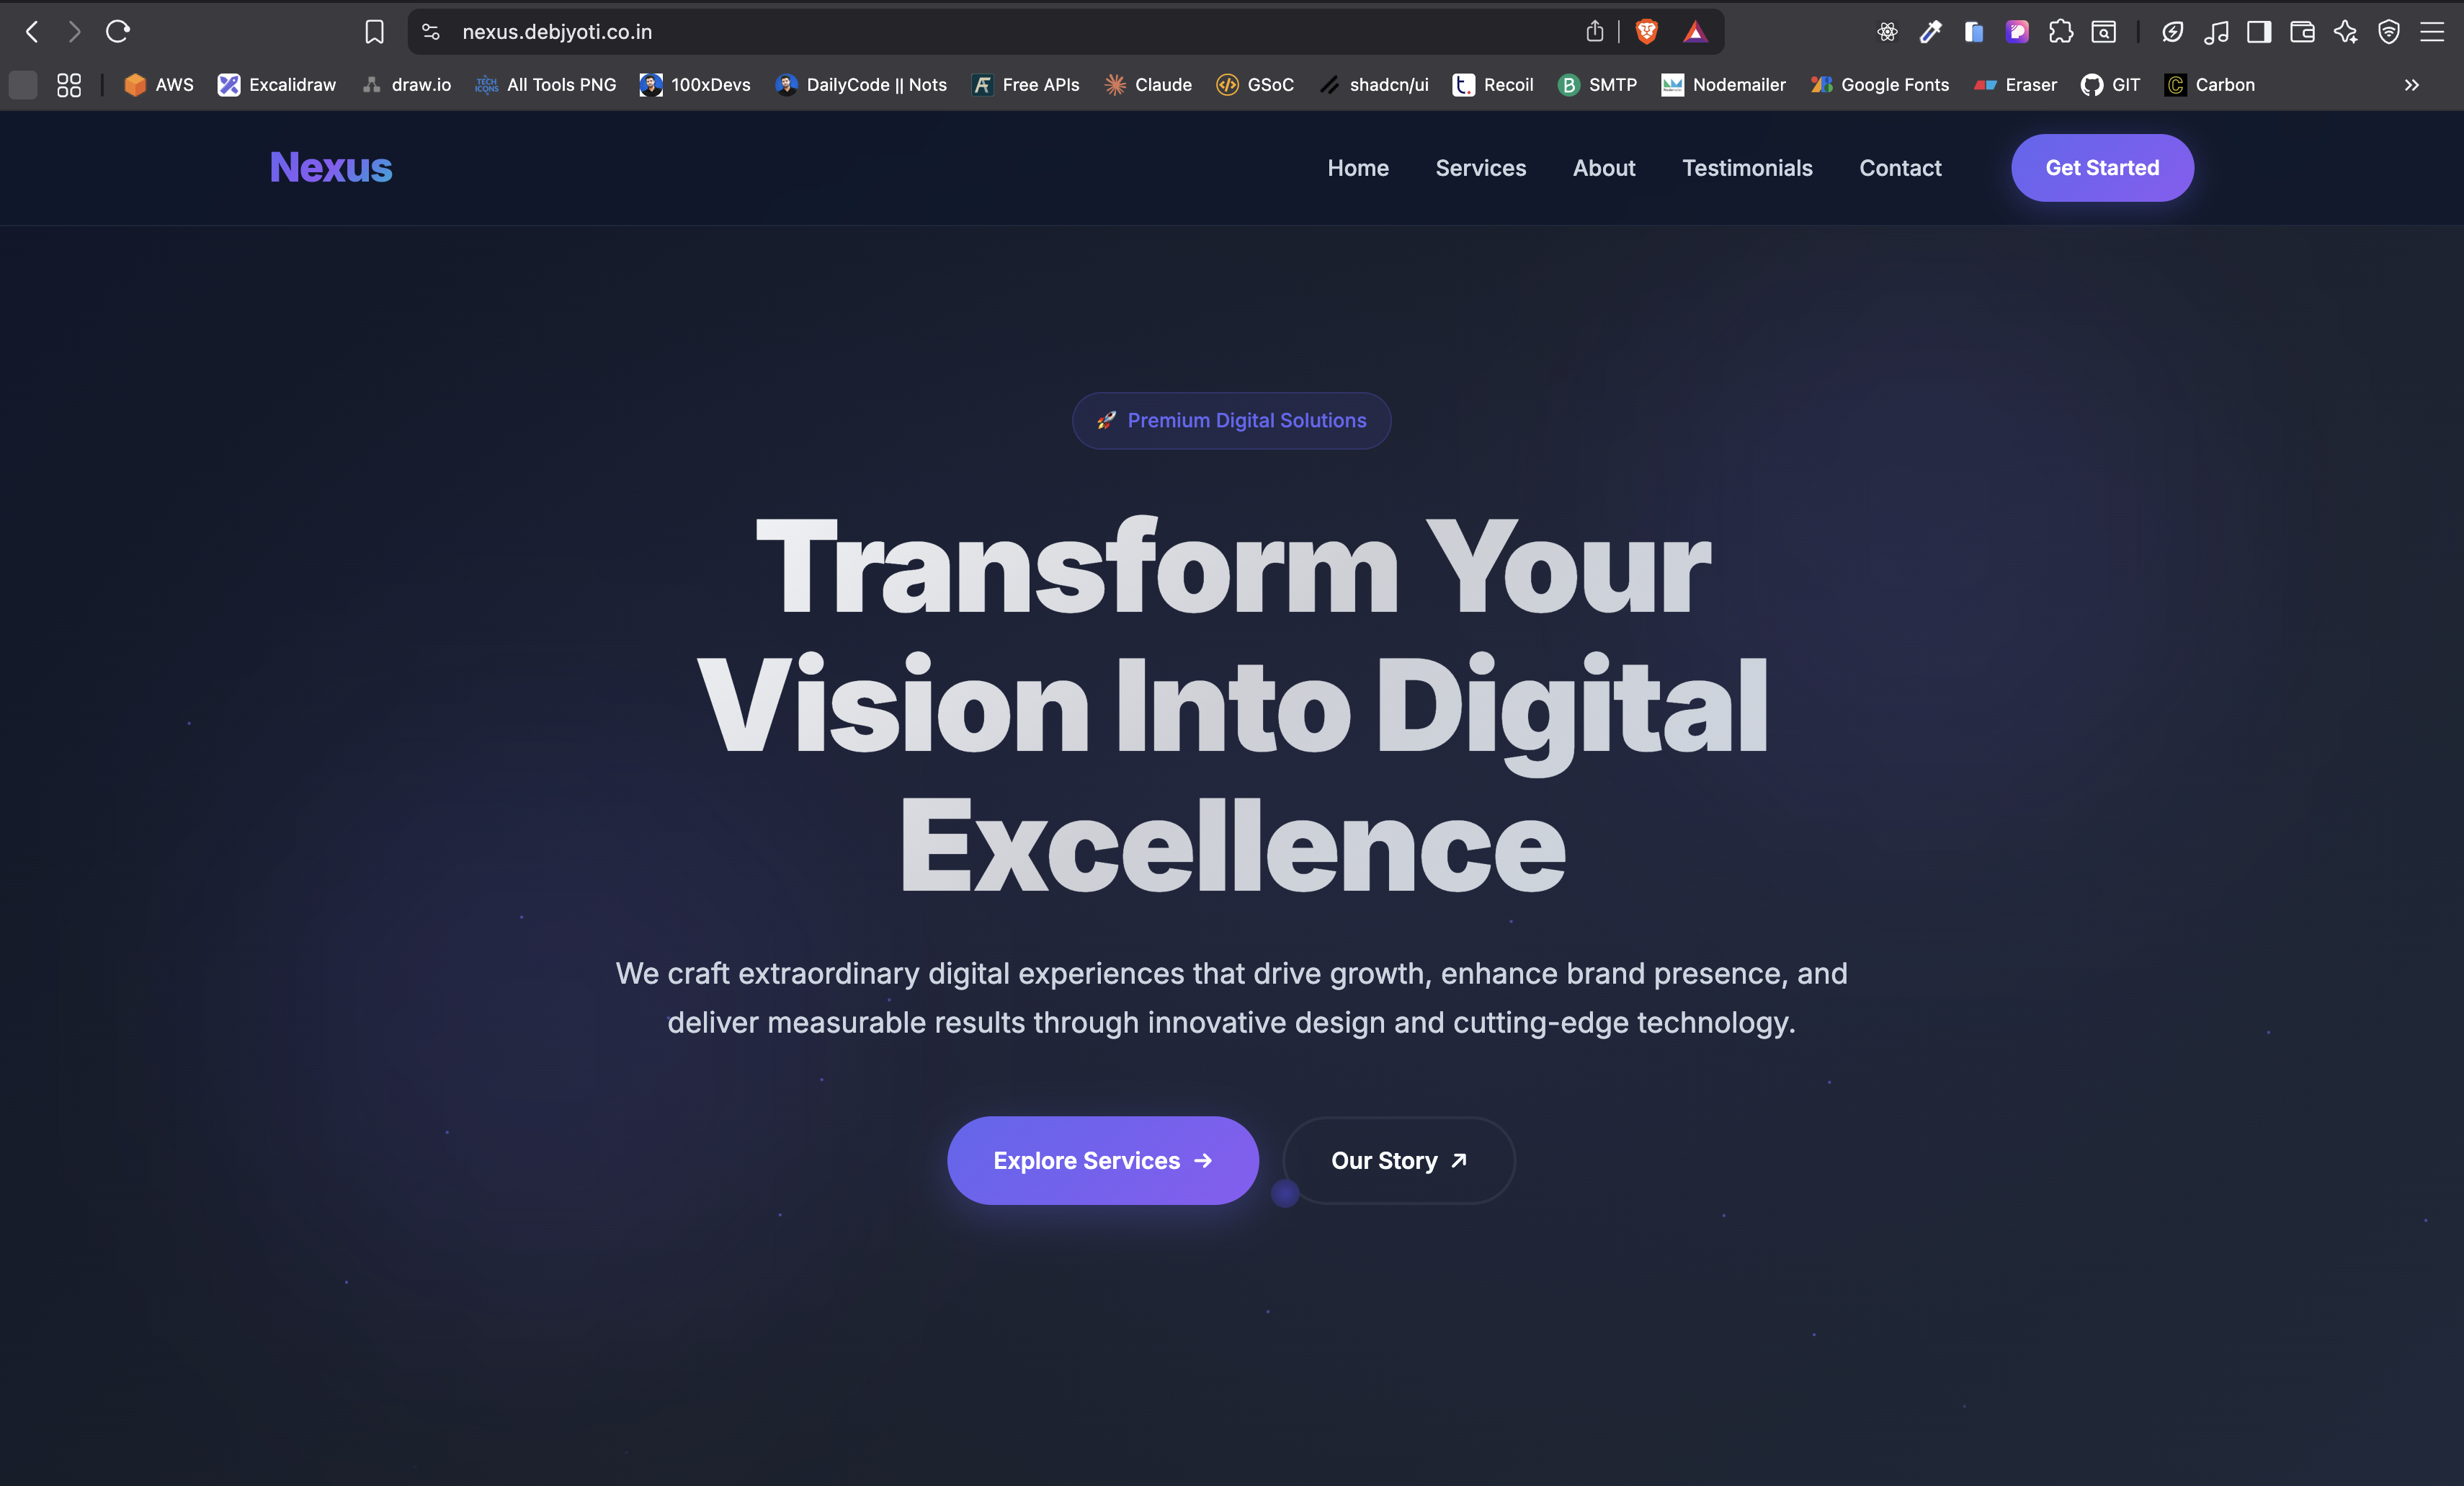 nexus.debjyoti.co.in
AWS Excalidraw draw.io All Tools PNG 100xDevs DailyCode || Nots Free APIs Claude GSoC shadcn/ui Recoil SMTP Nodemailer Google Fonts Eraser GIT Carbon
Nexus Home Services About Testimonials Contact Get Started
🚀 Premium Digital Solutions
Transform Your
Vision Into Digital
Excellence
We craft extraordinary digital experiences that drive growth, enhance brand presence, and
deliver measurable results through innovative design and cutting-edge technology.
Explore Services → Our Story ↗